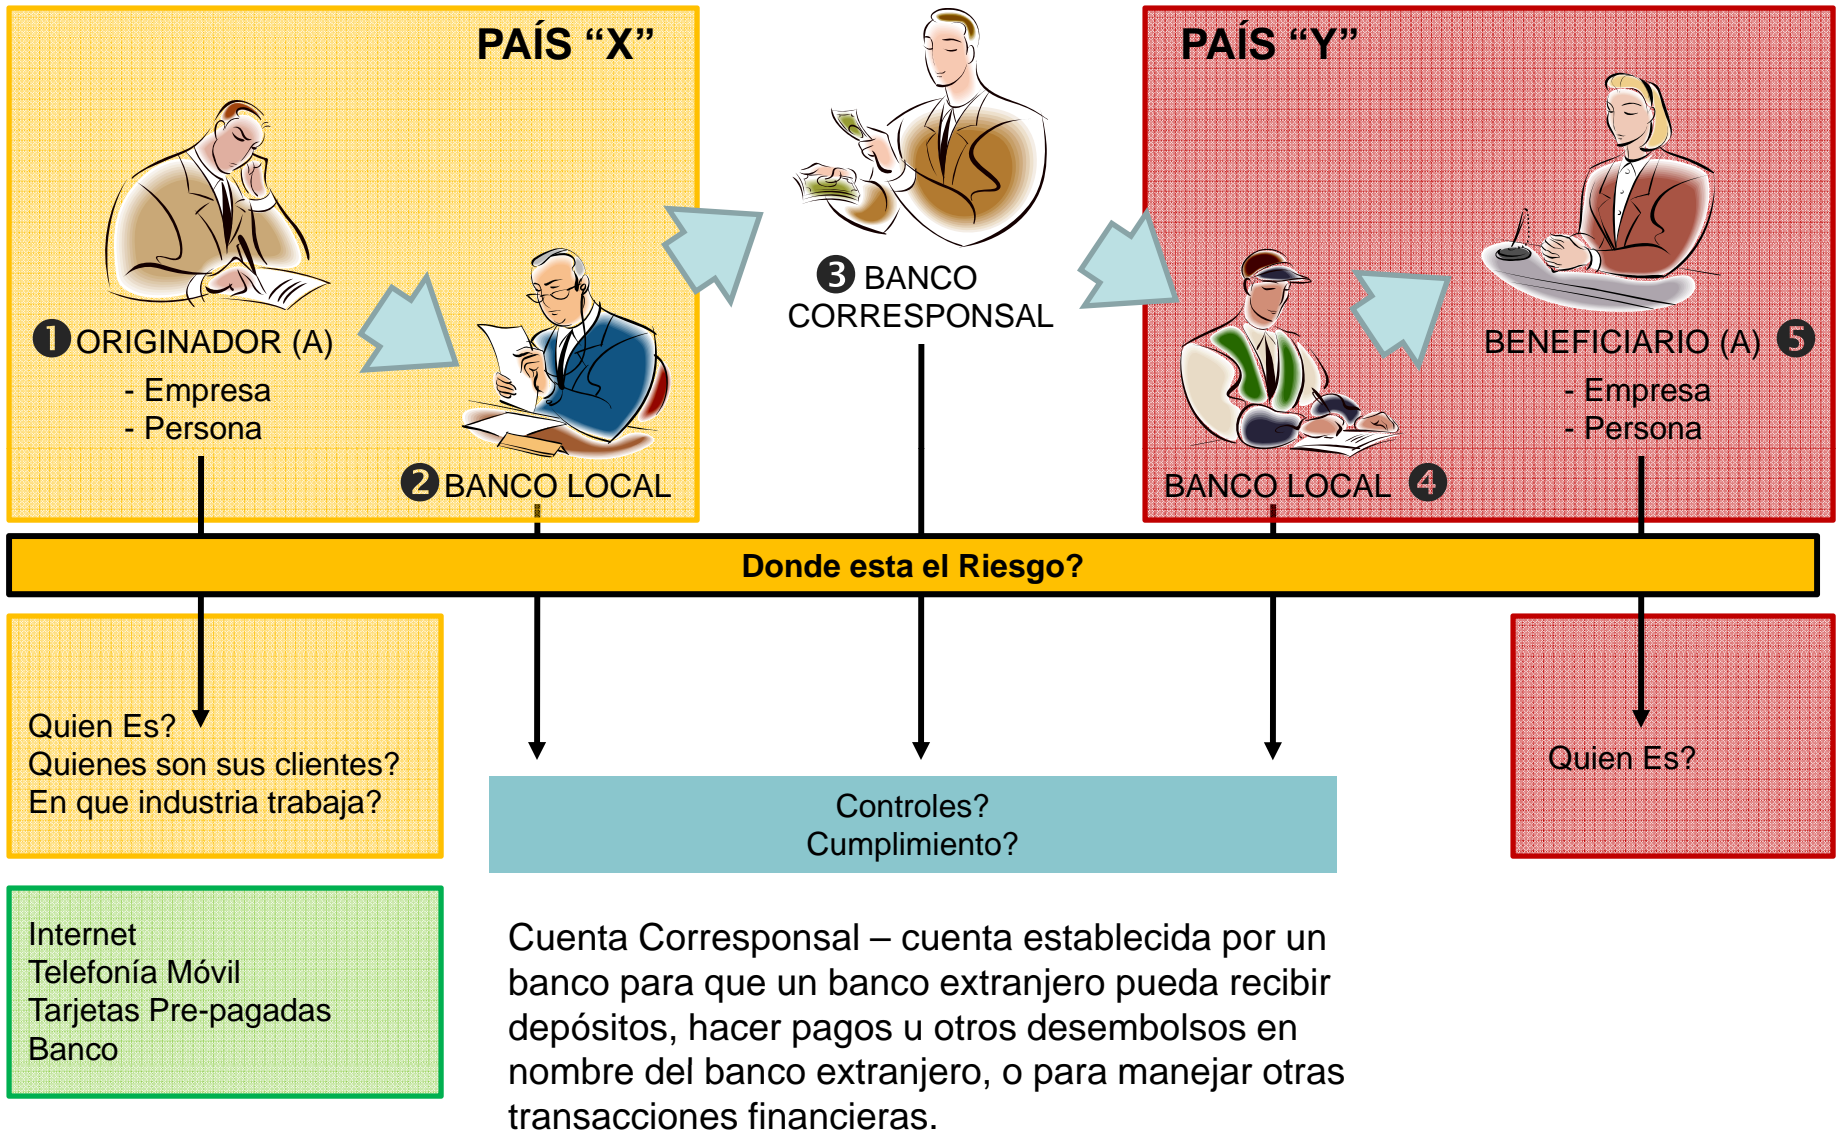 PAÍS “X”
PAÍS “Y”
❶ ORIGINADOR (A)
- Empresa
- Persona
❷ BANCO LOCAL
❸ BANCO
CORRESPONSAL
BANCO LOCAL ❹
BENEFICIARIO (A) ❺
- Empresa
- Persona
Donde esta el Riesgo?
Quien Es?
Quienes son sus clientes?
En que industria trabaja?
Controles?
Cumplimiento?
Quien Es?
Internet
Telefonía Móvil
Tarjetas Pre-pagadas
Banco
Cuenta Corresponsal – cuenta establecida por un
banco para que un banco extranjero pueda recibir
depósitos, hacer pagos u otros desembolsos en
nombre del banco extranjero, o para manejar otras
transacciones financieras.